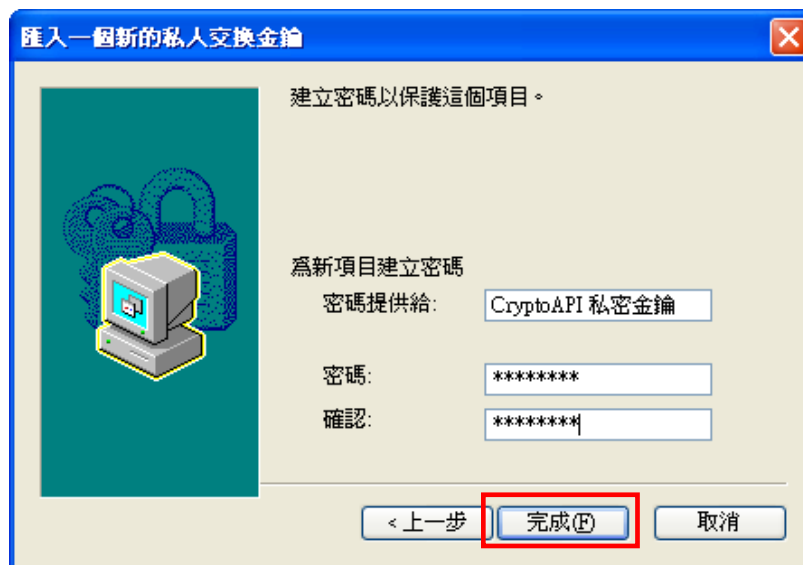 匯入一個新的私人交換金鑰
建立密碼以保護這個項目。
為新項目建立密碼
密碼提供給: CryptoAPI 私密金鑰
密碼: ********
確認: ********
<上一步 完成(F) 取消